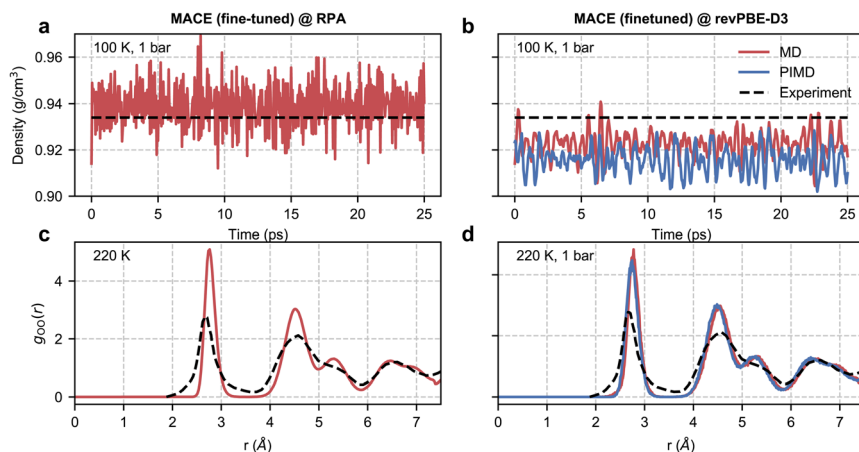 MACE (fine-tuned) @ RPA
MACE (finetuned) @ revPBE-D3
a
100 K, 1 bar
0.96
0.94
0.92
0.90
Density (g/cm³)
0 5 10 15 20 25
Time (ps)
b
100 K, 1 bar
MD
PIMD
Experiment
0 5 10 15 20 25
Time (ps)
c
220 K
4
2
0
gOO(r)
0 1 2 3 4 5 6 7
r (Å)
d
220 K, 1 bar
0 1 2 3 4 5 6 7
r (Å)